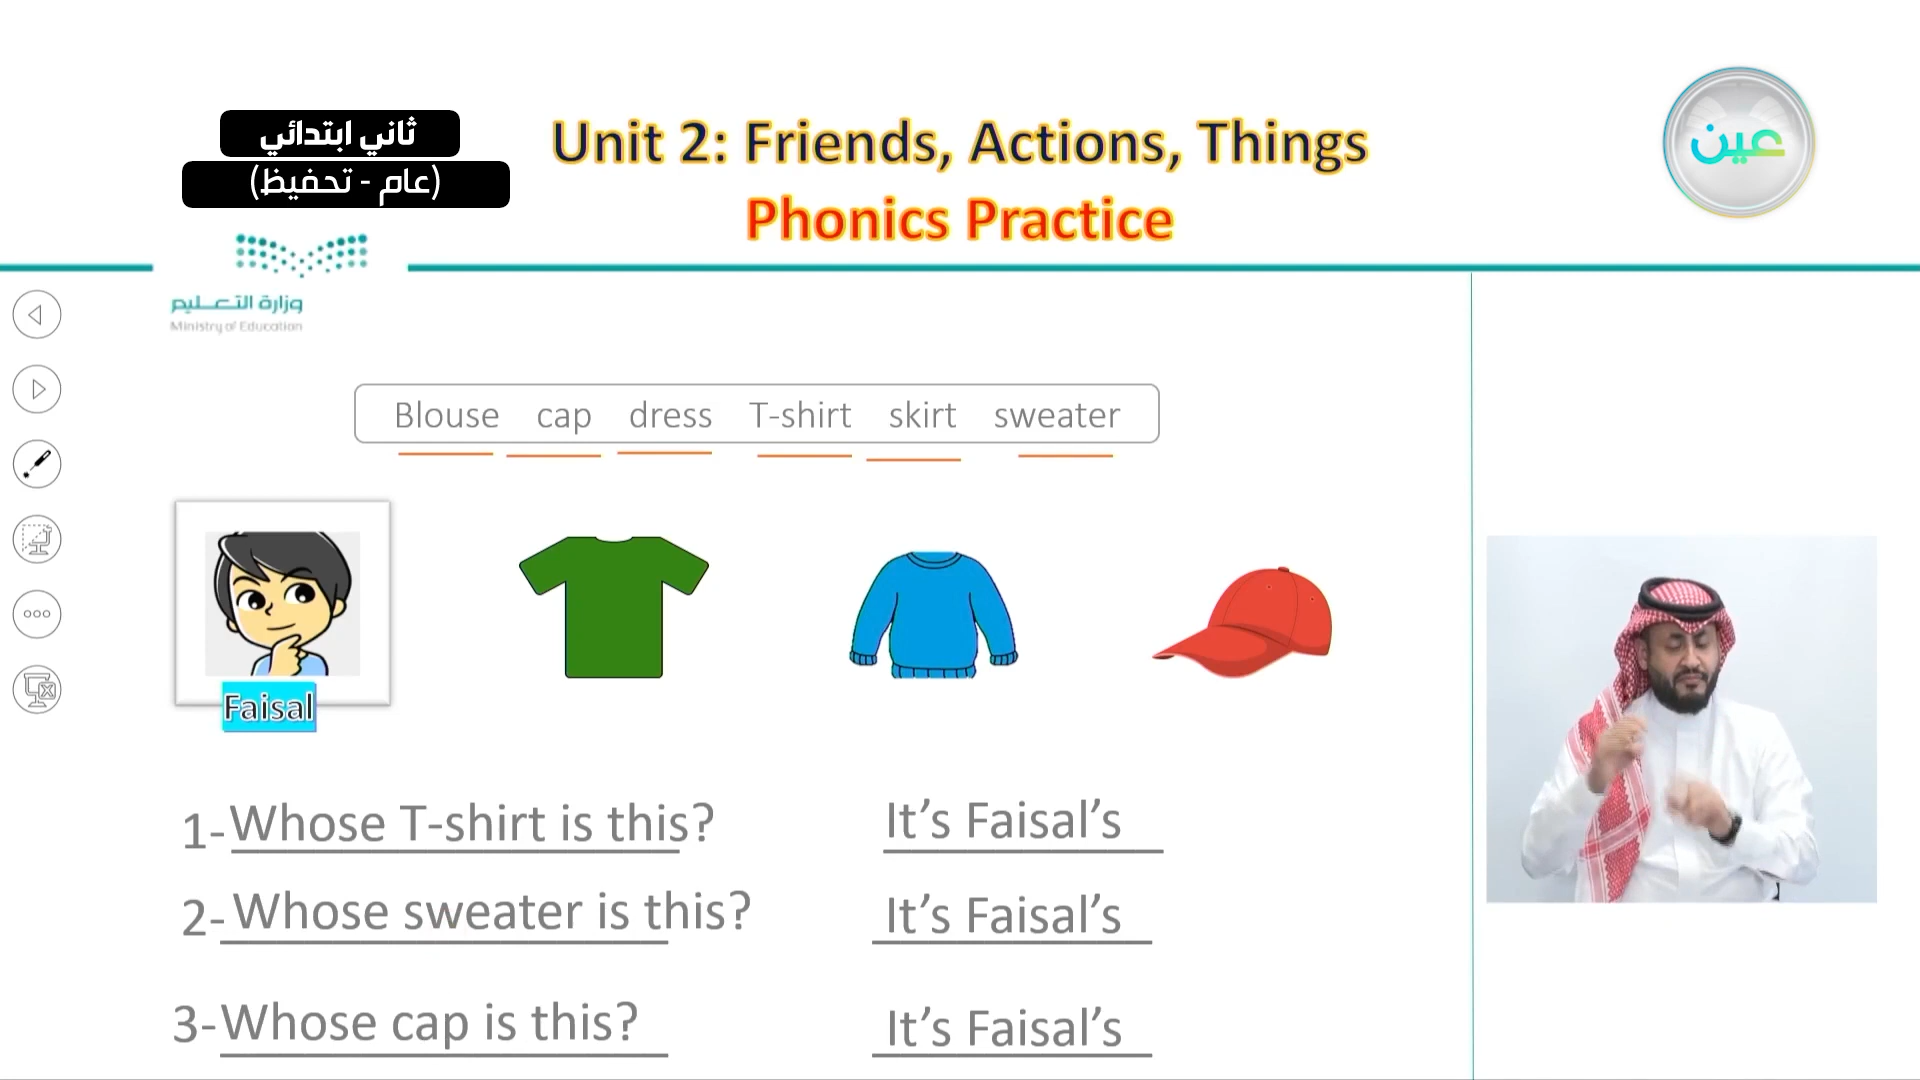 ثاني ابتدائي
(عام - تحفيظ)
Unit 2: Friends, Actions, Things
Phonics Practice
عين
وزارة التعليم
Ministry of Education
Blouse cap dress T-shirt skirt sweater
Faisal
1-Whose T-shirt is this? It’s Faisal’s
2-Whose sweater is this? It’s Faisal’s
3-Whose cap is this? It’s Faisal’s